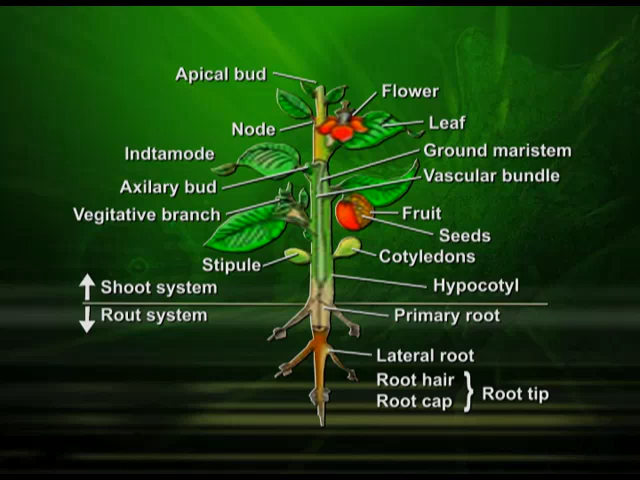 Apical bud
Flower
Leaf
Node
Ground maristem
Indtamode
Vascular bundle
Axilary bud
Vegitative branch
Fruit
Seeds
Cotyledons
Stipule
Shoot system
Hypocotyl
Rout system
Primary root
Lateral root
Root hair
Root cap
Root tip